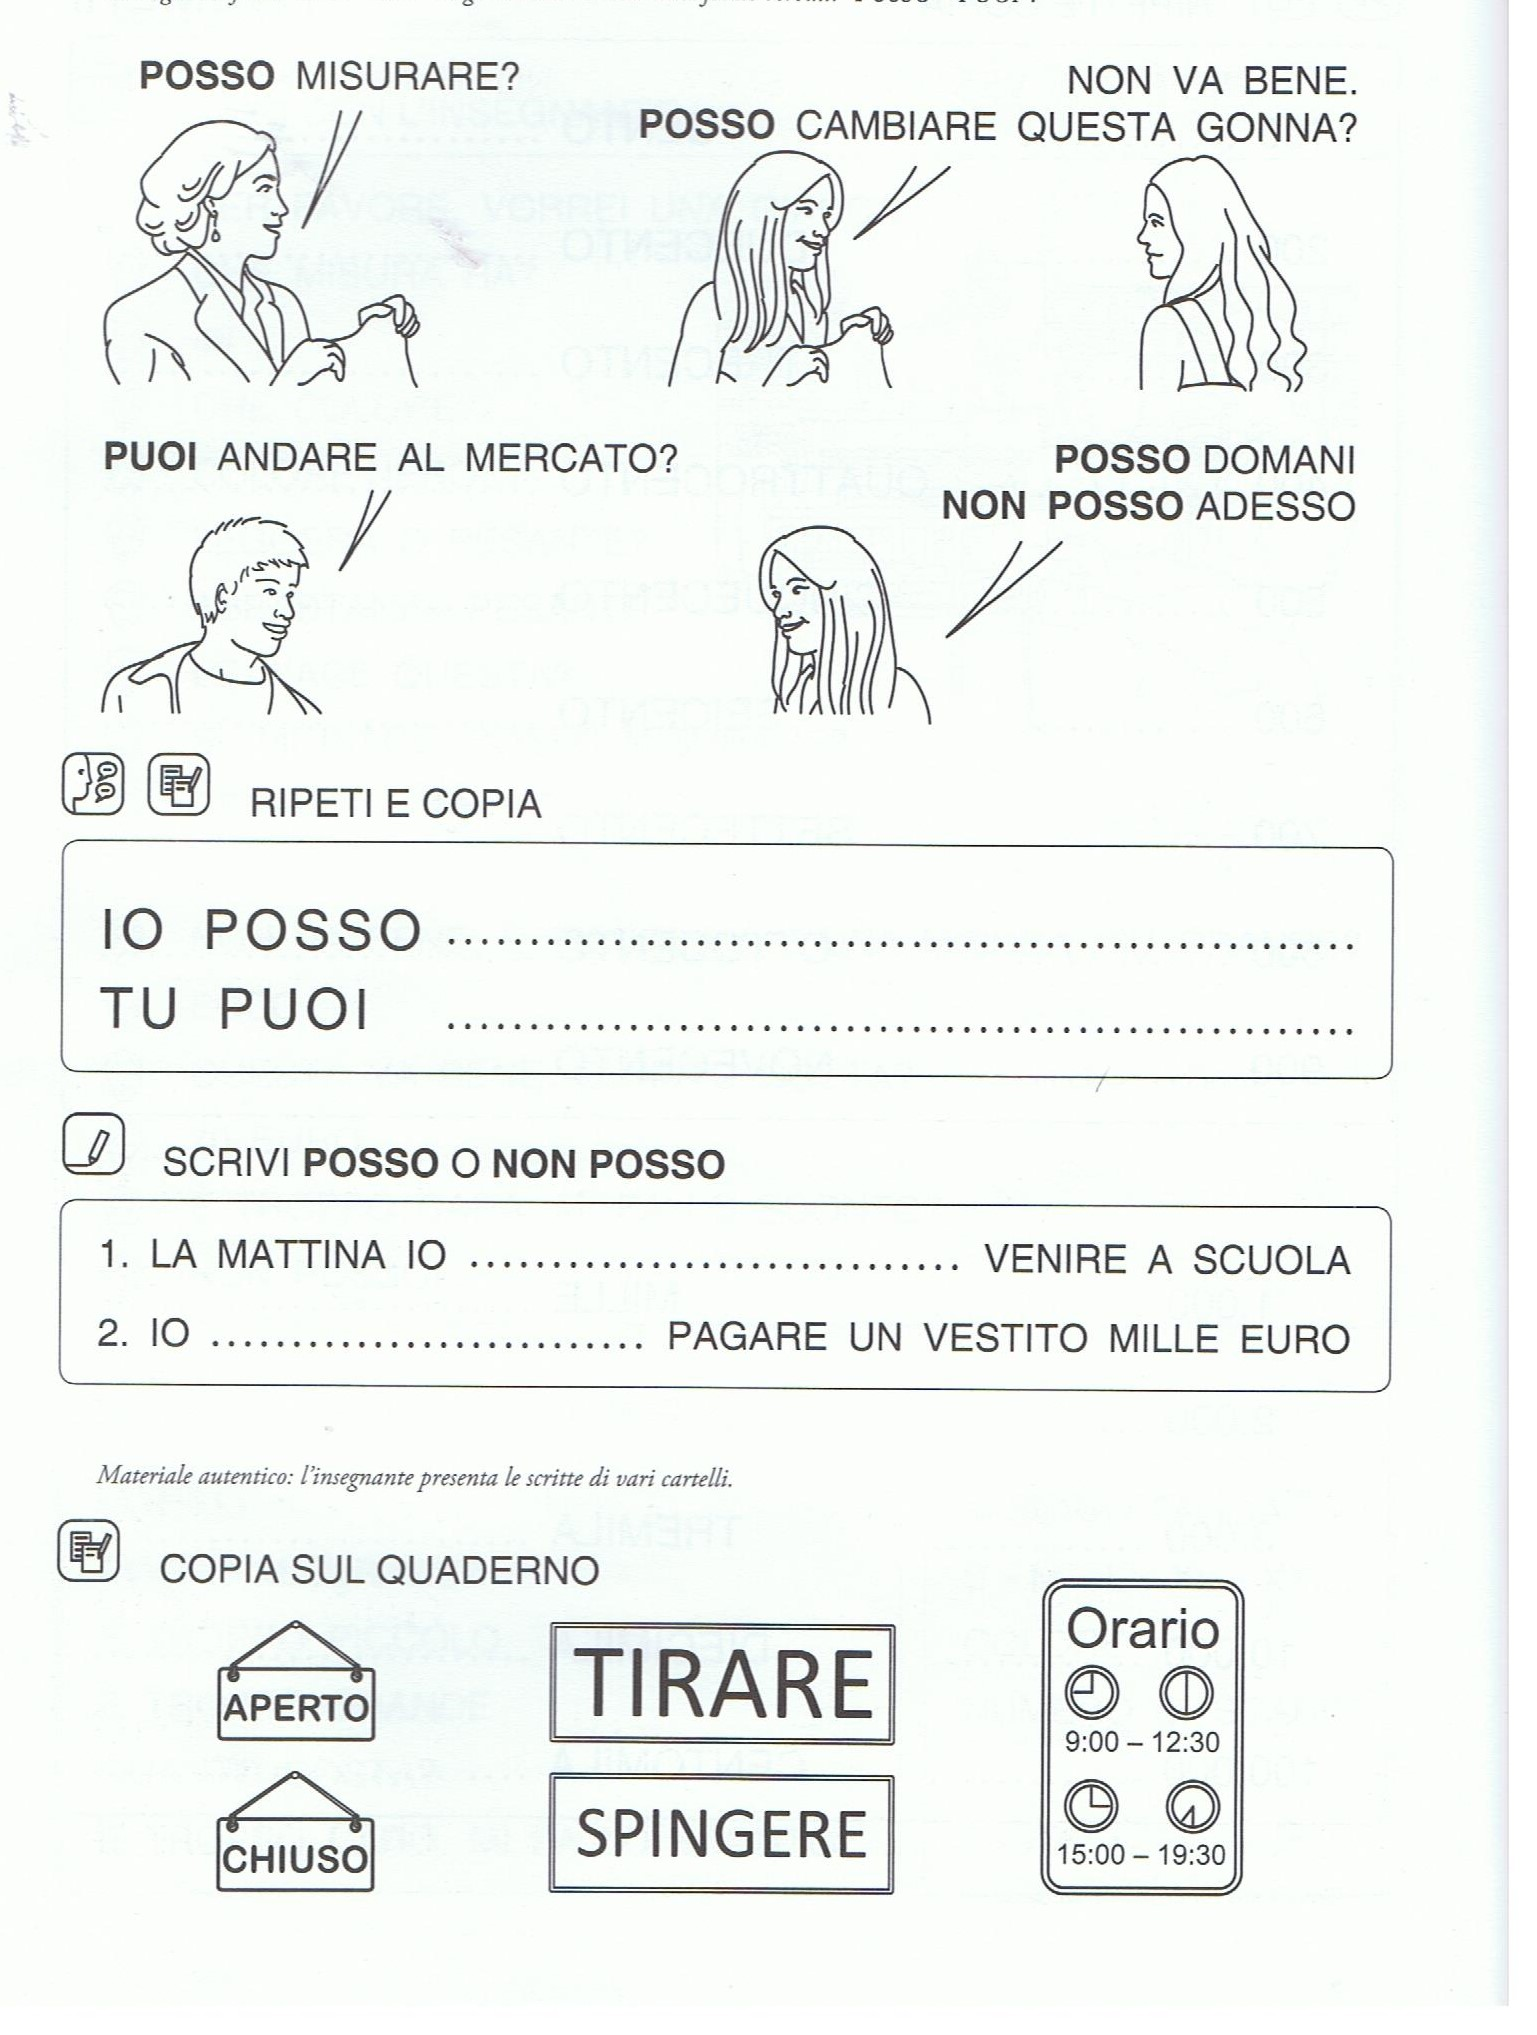 POSSO MISURARE?
NON VA BENE.
POSSO CAMBIARE QUESTA GONNA?
PUOI ANDARE AL MERCATO?
POSSO DOMANI
NON POSSO ADESSO
RIPETI E COPIA
IO POSSO ........................................................
TU PUOI ........................................................
SCRIVI POSSO O NON POSSO
1. LA MATTINA IO .............................. VENIRE A SCUOLA
2. IO ........................... PAGARE UN VESTITO MILLE EURO
Materiale autentico: l'insegnante presenta le scritte di vari cartelli.
COPIA SUL QUADERNO
APERTO
CHIUSO
TIRARE
SPINGERE
Orario
9:00 – 12:30
15:00 – 19:30